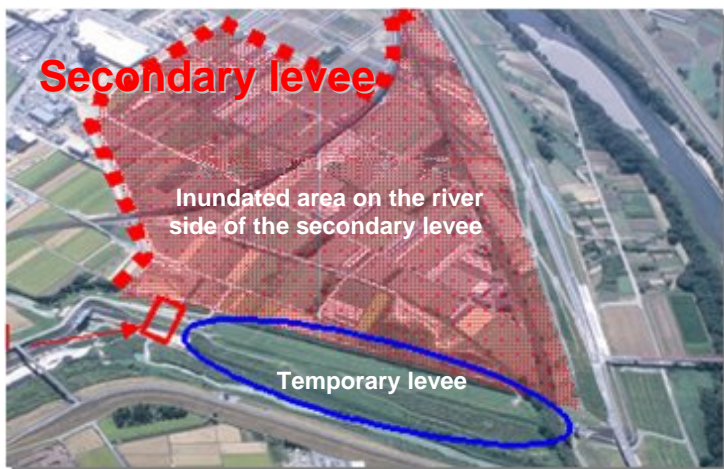 Secondary levee
Inundated area on the river
side of the secondary levee
Temporary levee